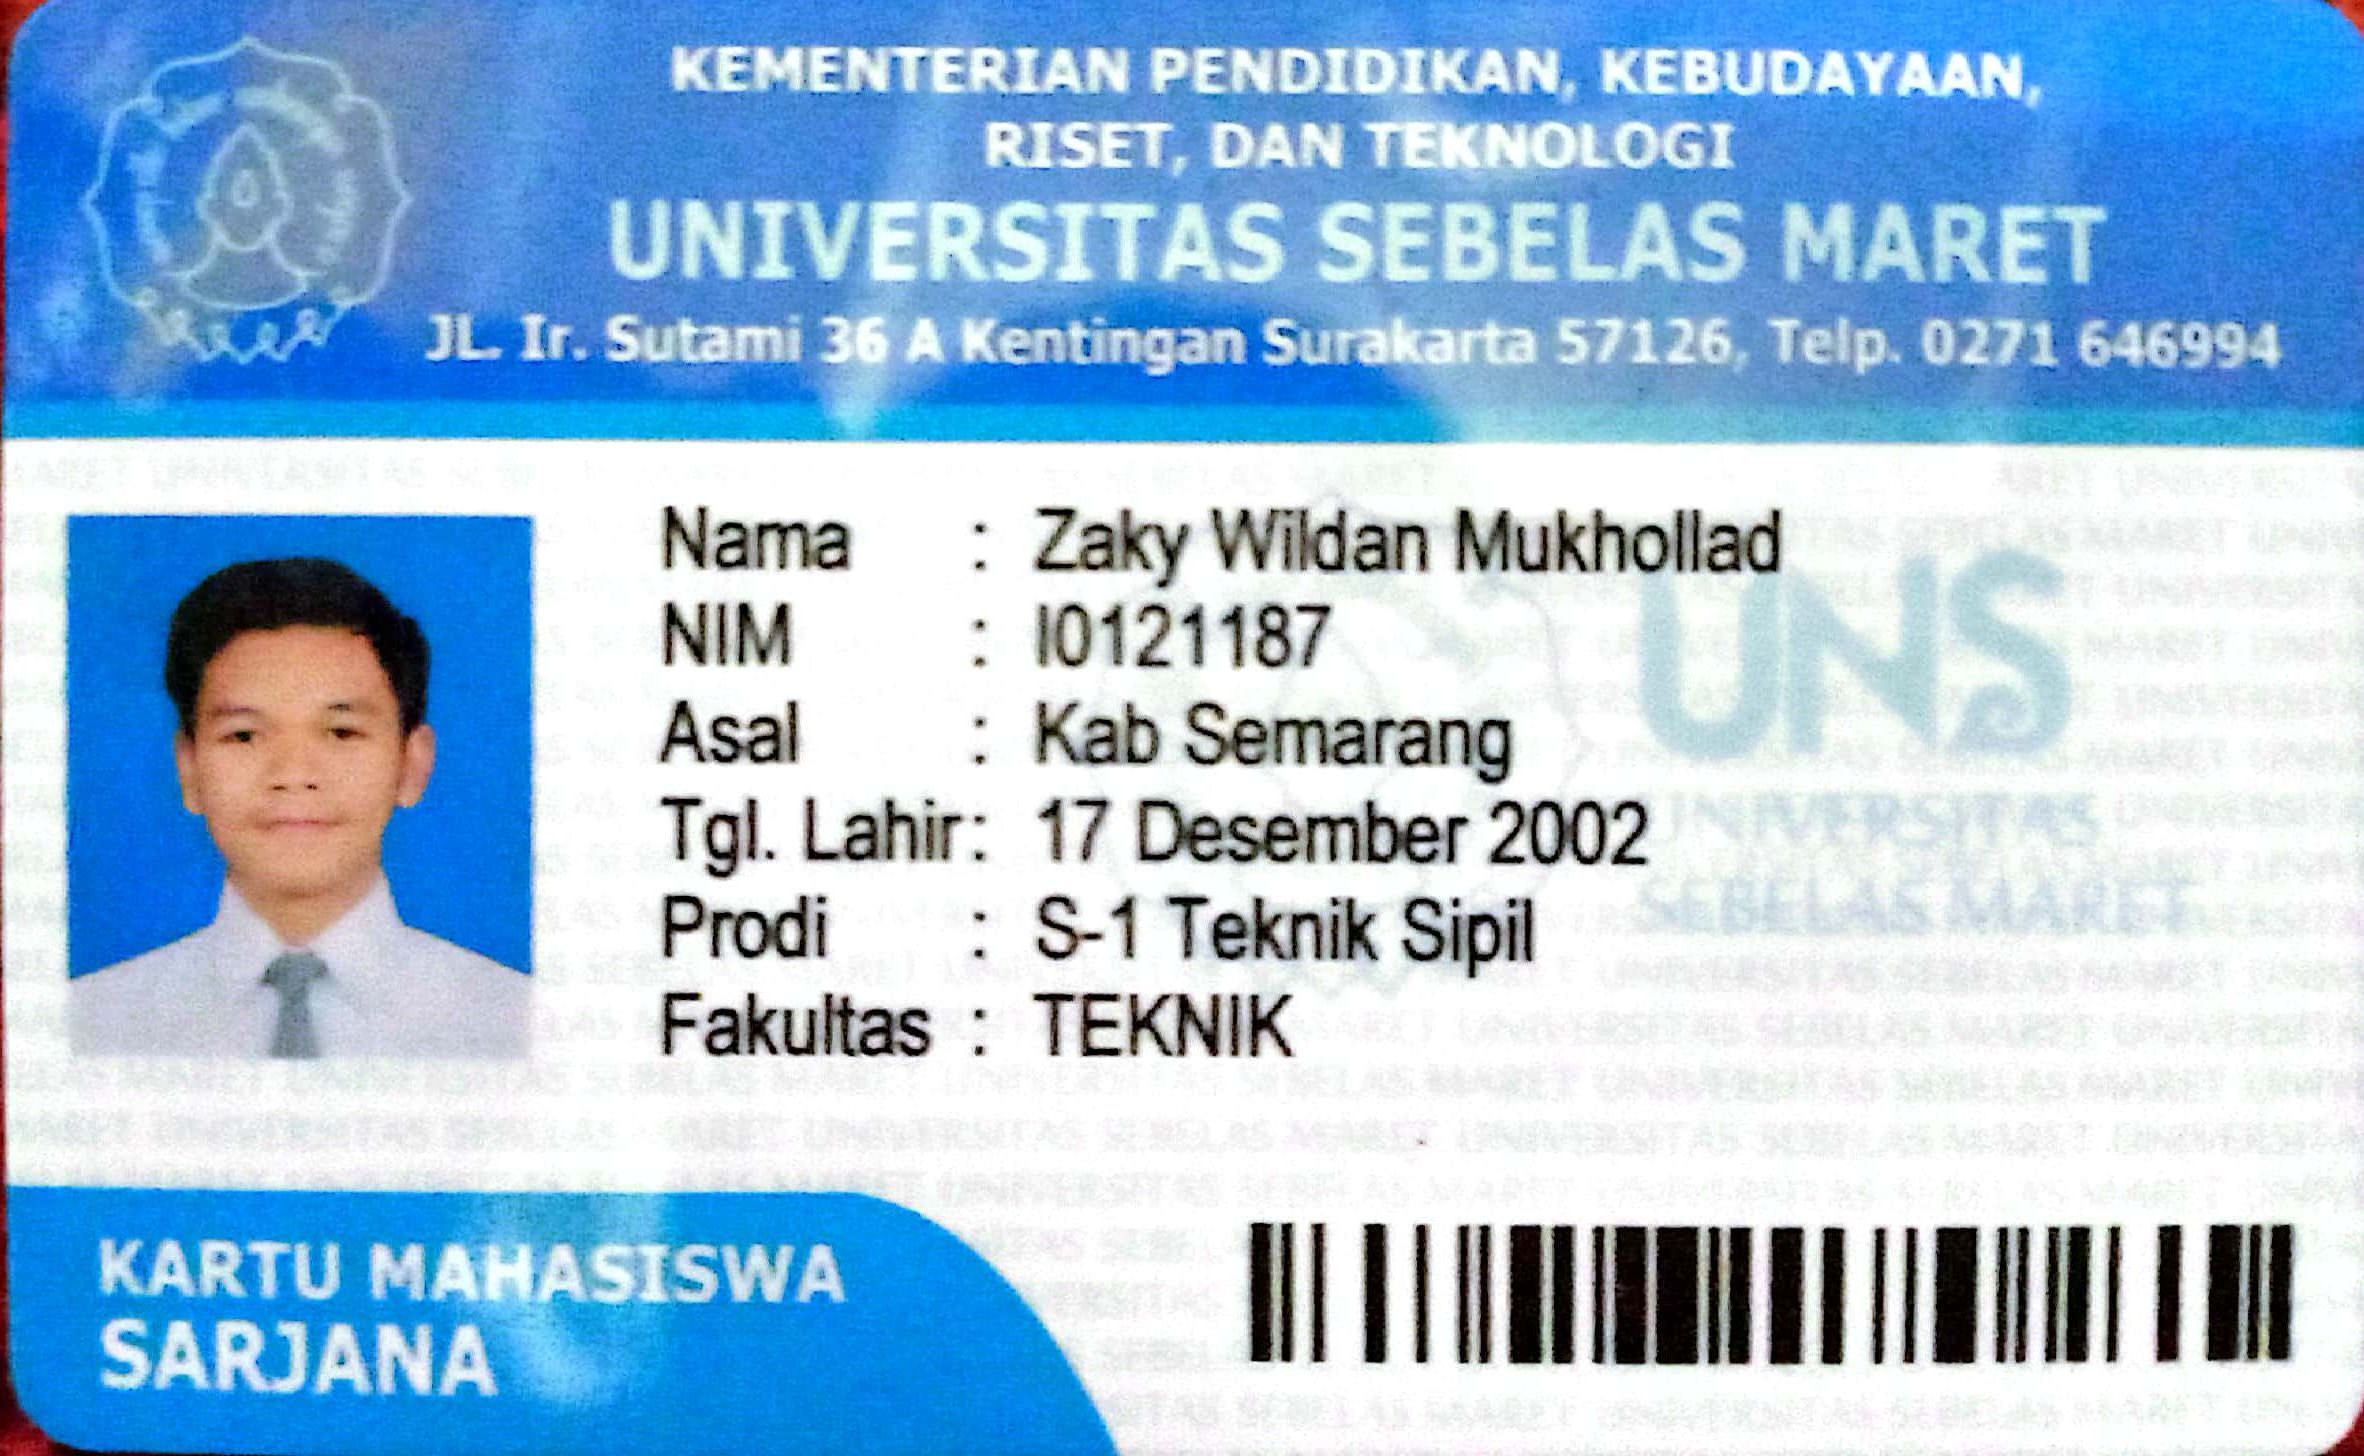 KEMENTERIAN PENDIDIKAN, KEBUDAYAAN,
RISET, DAN TEKNOLOGI
UNIVERSITAS SEBELAS MARET
JL. Ir. Sutami 36 A Kentingan Surakarta 57126, Telp. 0271 646994
Nama : Zaky Wildan Mukhollad
NIM : I0121187
Asal : Kab Semarang
Tgl. Lahir : 17 Desember 2002
Prodi : S-1 Teknik Sipil
Fakultas : TEKNIK
UNS
UNIVERSITAS
SEBELAS MARET
KARTU MAHASISWA
SARJANA